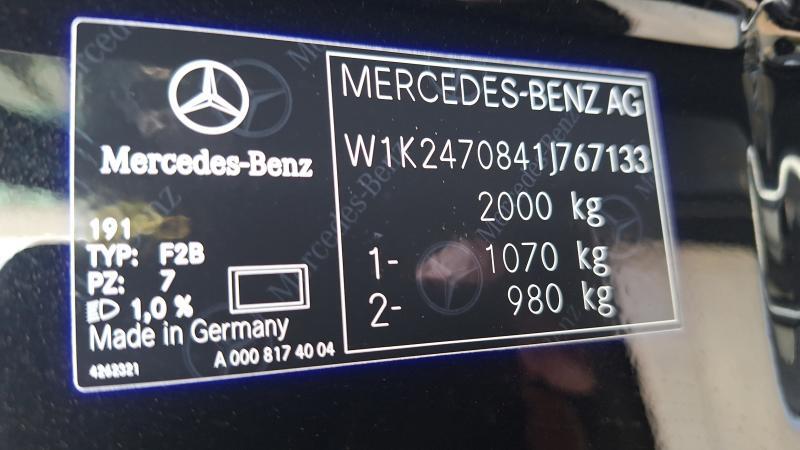 Mercedes-Benz
191
TYP: F2B
PZ: 7
1,0 %
Made in Germany
4262321
A 000 817 40 04
MERCEDES-BENZ AG
W1K2470841J767133
2000 kg
1- 1070 kg
2- 980 kg